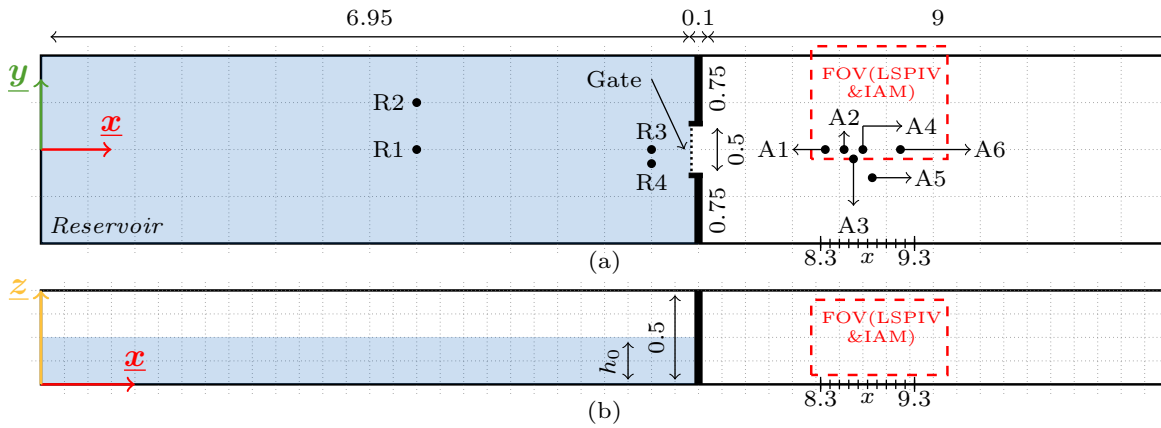 6.95 0.1 9
y
x
R2
R1
R3
R4
Gate
0.75
0.5
0.75
FOV(LSPIV
&IAM)
A2
A4
A1
A6
A5
A3
Reservoir
8.3 x 9.3
(a)
z
x
h0
0.5
FOV(LSPIV
&IAM)
8.3 x 9.3
(b)